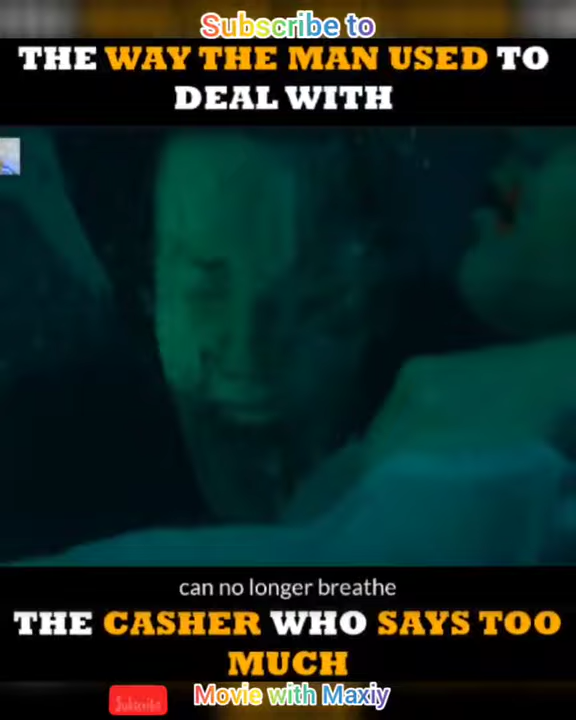 Subscribe to
THE WAY THE MAN USED TO
DEAL WITH
can no longer breathe
THE CASHER WHO SAYS TOO
MUCH
Subscribe
Movie with Maxiy